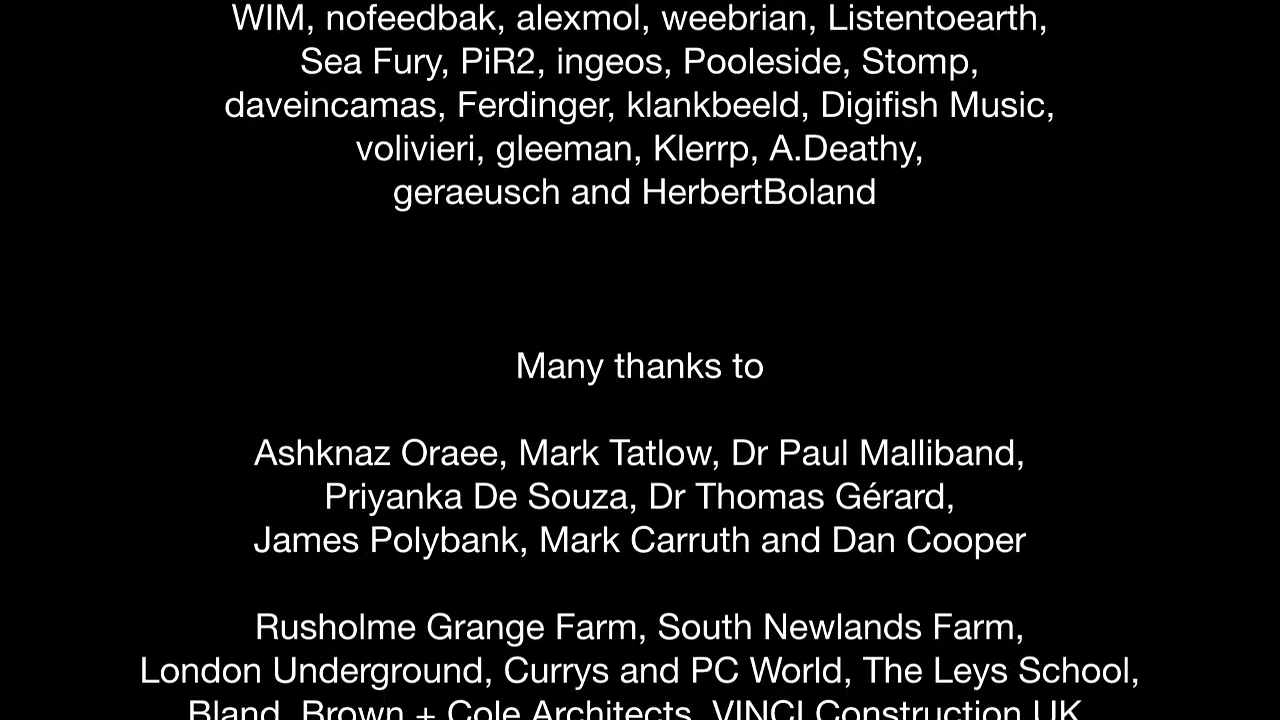 WIM, nofeedbak, alexmol, weebrian, Listentoearth,
Sea Fury, PiR2, ingeos, Pooleside, Stomp,
daveincamas, Ferdinger, klankbeeld, Digifish Music,
volivieri, gleeman, Klerrp, A.Deathy,
geraeusch and HerbertBoland
Many thanks to
Ashknaz Oraee, Mark Tatlow, Dr Paul Malliband,
Priyanka De Souza, Dr Thomas Gérard,
James Polybank, Mark Carruth and Dan Cooper
Rusholme Grange Farm, South Newlands Farm,
London Underground, Currys and PC World, The Leys School,
Bland, Brown + Cole Architects, VINCI Construction UK